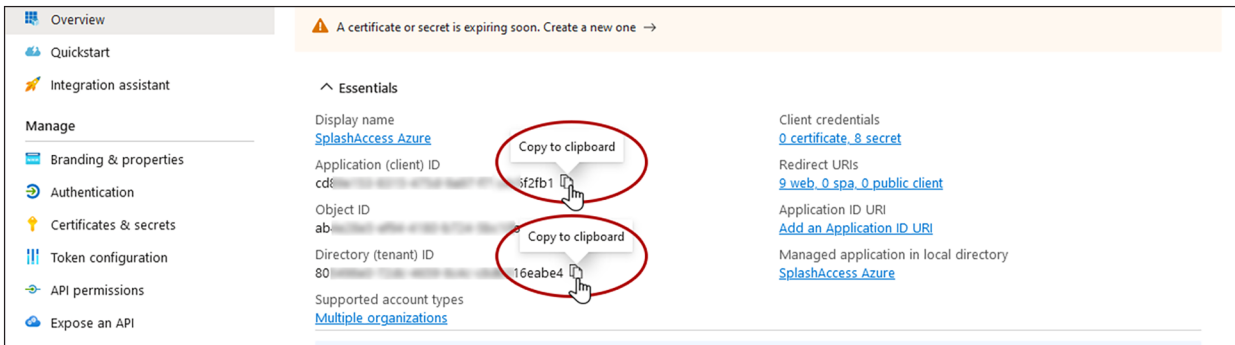 Overview
Quickstart
Integration assistant
Manage
Branding & properties
Authentication
Certificates & secrets
Token configuration
API permissions
Expose an API
A certificate or secret is expiring soon. Create a new one →
Essentials
Display name
SplashAccess Azure
Application (client) ID
cd8 5f2fb1
Copy to clipboard
Object ID
ab
Directory (tenant) ID
80 16eabe4
Copy to clipboard
Supported account types
Multiple organizations
Client credentials
0 certificate, 8 secret
Redirect URIs
9 web, 0 spa, 0 public client
Application ID URI
Add an Application ID URI
Managed application in local directory
SplashAccess Azure